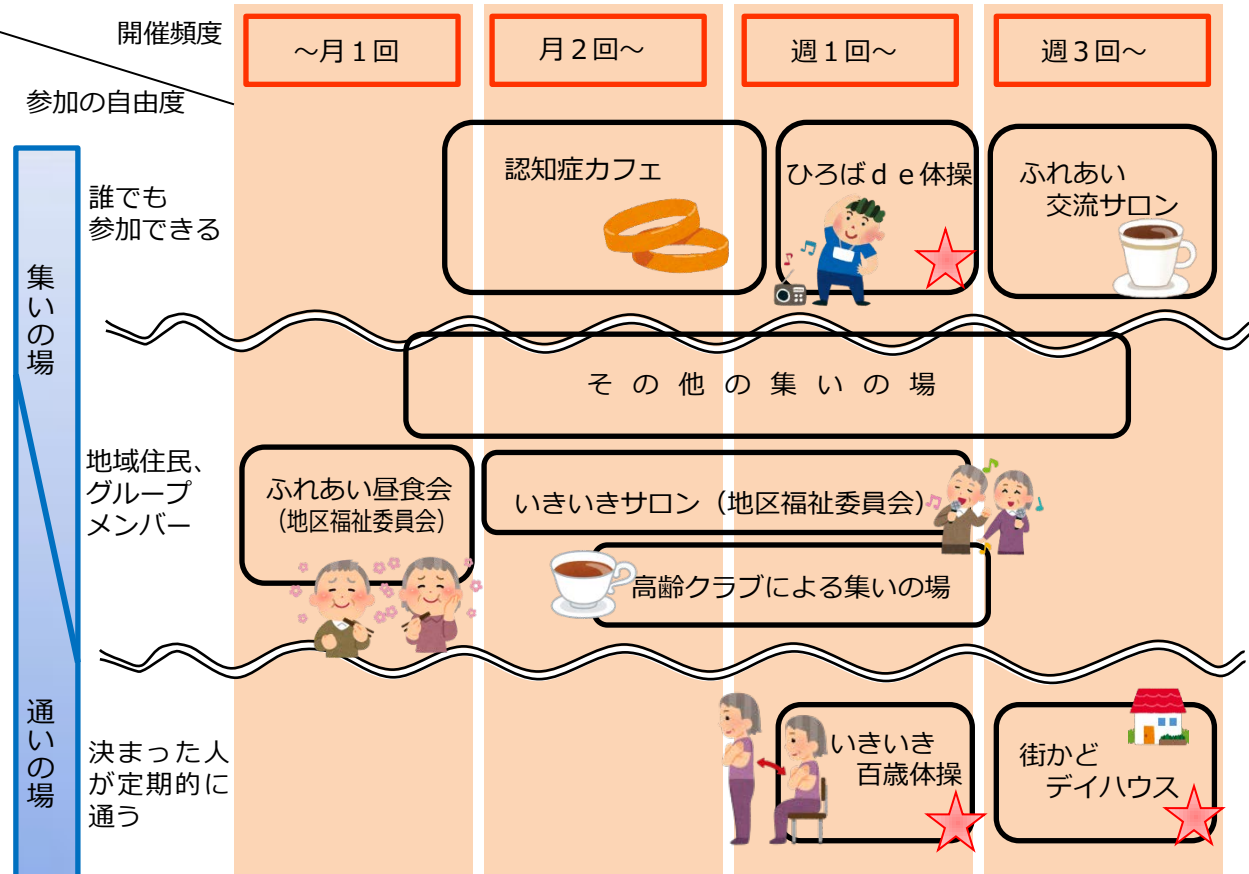 開催頻度
参加の自由度
～月１回
月２回～
週１回～
週３回～
集いの場
通いの場
誰でも
参加できる
認知症カフェ
ひろばｄｅ体操
ふれあい
交流サロン
その他の集いの場
地域住民、
グループ
メンバー
ふれあい昼食会
（地区福祉委員会）
いきいきサロン（地区福祉委員会）
高齢クラブによる集いの場
決まった人
が定期的に
通う
いきいき
百歳体操
街かど
デイハウス